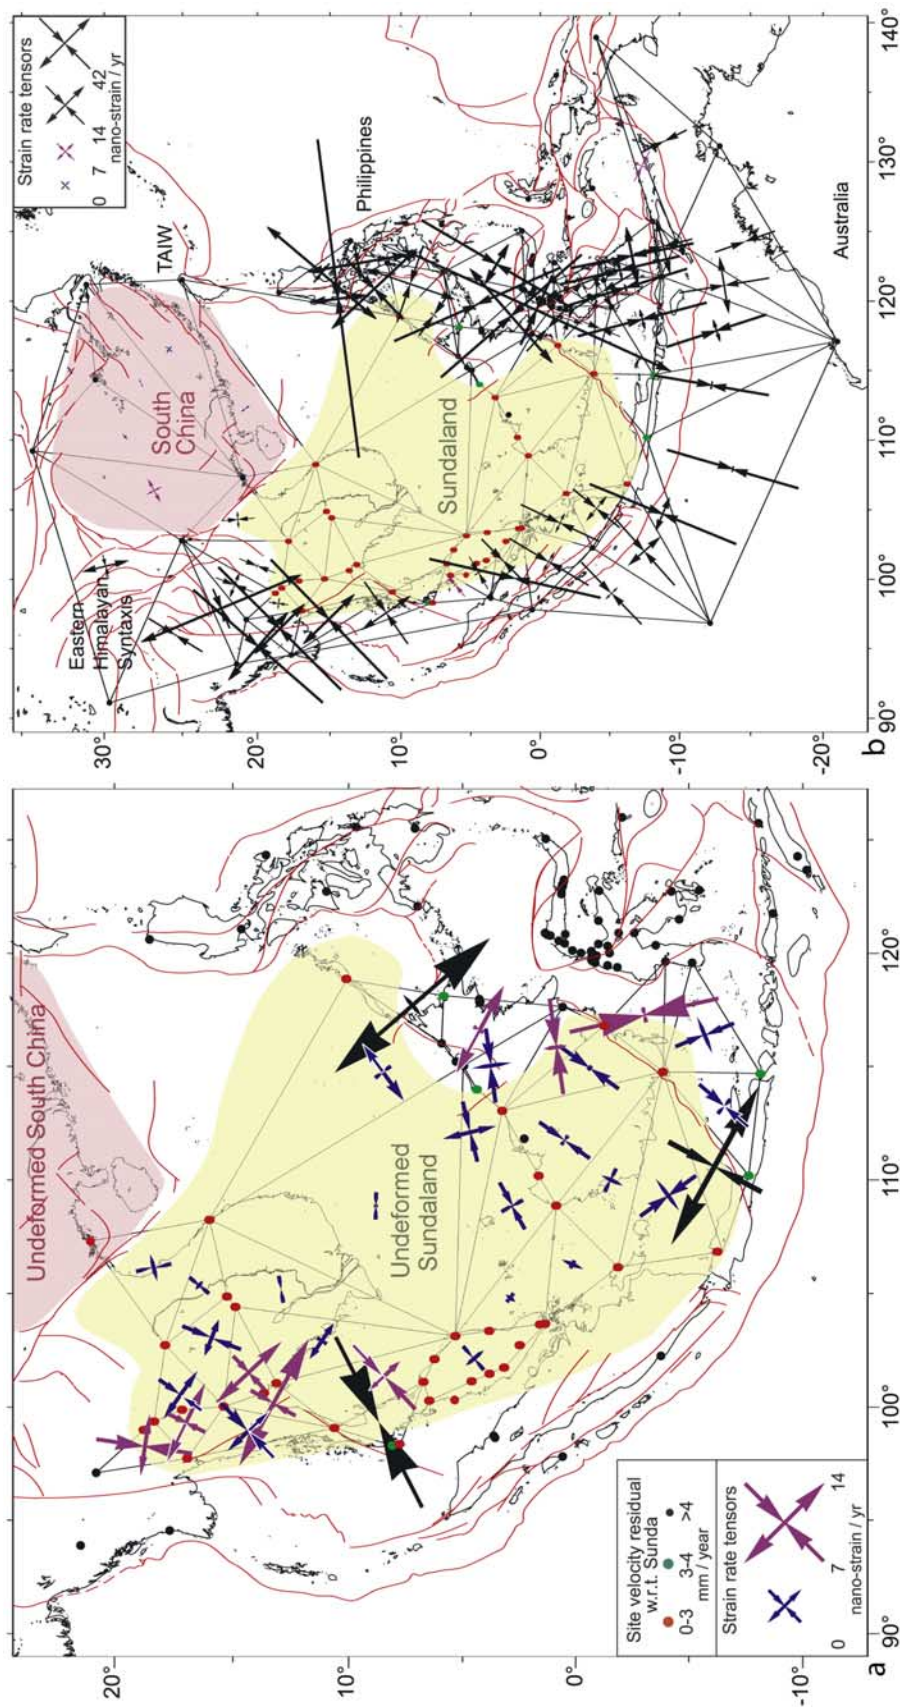 Undeformed South China
Undeformed
Sundaland
Site velocity residual
w.r.t. Sunda
0-3 3-4 >4
mm / year
Strain rate tensors
0 7 14
nano-strain / yr
20°
10°
0°
-10°
90°
100°
110°
120°
a
Strain rate tensors
0 7 14 42
nano-strain / yr
TAIW
Philippines
South
China
Sundaland
Eastern
Himalayan
Syntaxis
Australia
30°
20°
10°
0°
-10°
-20°
90°
100°
110°
120°
130°
140°
b